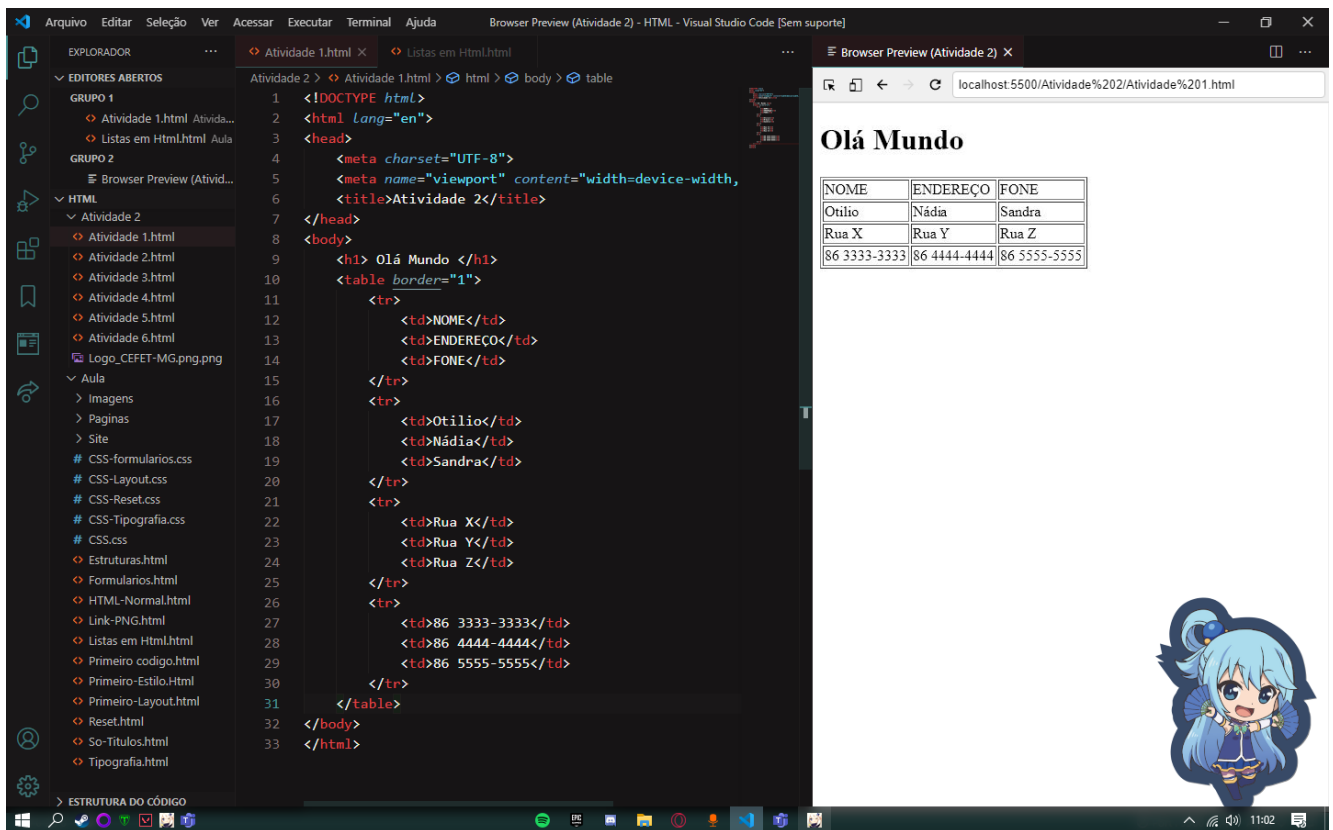 Arquivo Editar Seleção Ver Acessar Executar Terminal Ajuda
Browser Preview (Atividade 2) - HTML - Visual Studio Code [Sem suporte]
EXPLORADOR
EDITORES ABERTOS
GRUPO 1
Atividade 1.html Ativida...
Listas em Html.html Aula
GRUPO 2
Browser Preview (Ativid...
HTML
Atividade 2
Atividade 1.html
Atividade 2.html
Atividade 3.html
Atividade 4.html
Atividade 5.html
Atividade 6.html
Logo_CEFET-MG.png.png
Aula
Imagens
Paginas
Site
# CSS-formularios.css
# CSS-Layout.css
# CSS-Reset.css
# CSS-Tipografia.css
# CSS.css
Estruturas.html
Formularios.html
HTML-Normal.html
Link-PNG.html
Listas em Html.html
Primeiro codigo.html
Primeiro-Estilo.Html
Primeiro-Layout.html
Reset.html
So-Titulos.html
Tipografia.html
ESTRUTURA DO CÓDIGO
Atividade 1.html
Listas em Html.html
Atividade 2 > Atividade 1.html > html > body > table
1 <!DOCTYPE html>
2 <html lang="en">
3 <head>
4 <meta charset="UTF-8">
5 <meta name="viewport" content="width=device-width,
6 <title>Atividade 2</title>
7 </head>
8 <body>
9 <h1> Olá Mundo </h1>
10 <table border="1">
11 <tr>
12 <td>NOME</td>
13 <td>ENDEREÇO</td>
14 <td>FONE</td>
15 </tr>
16 <tr>
17 <td>Otilio</td>
18 <td>Nádia</td>
19 <td>Sandra</td>
20 </tr>
21 <tr>
22 <td>Rua X</td>
23 <td>Rua Y</td>
24 <td>Rua Z</td>
25 </tr>
26 <tr>
27 <td>86 3333-3333</td>
28 <td>86 4444-4444</td>
29 <td>86 5555-5555</td>
30 </tr>
31 </table>
32 </body>
33 </html>
Browser Preview (Atividade 2)
localhost:5500/Atividade%202/Atividade%201.html
Olá Mundo
NOME ENDEREÇO FONE
Otilio Nádia Sandra
Rua X Rua Y Rua Z
86 3333-3333 86 4444-4444 86 5555-5555
EPIC
11:02